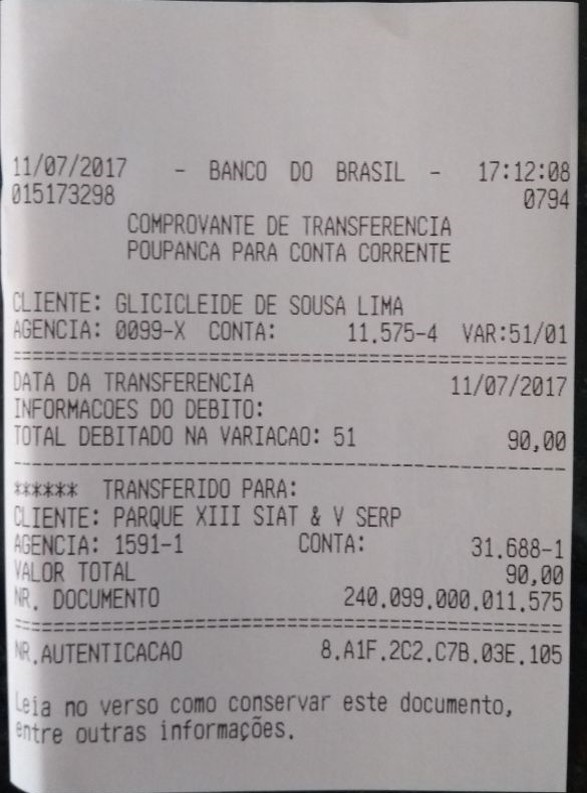 11/07/2017 - BANCO DO BRASIL - 17:12:08
015173298 0794
COMPROVANTE DE TRANSFERENCIA
POUPANCA PARA CONTA CORRENTE
CLIENTE: GLICICLEIDE DE SOUSA LIMA
AGENCIA: 0099-X CONTA: 11.575-4 VAR:51/01
================================================
DATA DA TRANSFERENCIA 11/07/2017
INFORMACOES DO DEBITO:
TOTAL DEBITADO NA VARIACAO: 51 90,00
------------------------------------------------
****** TRANSFERIDO PARA:
CLIENTE: PARQUE XIII SIAT & V SERP
AGENCIA: 1591-1 CONTA: 31.688-1
VALOR TOTAL 90,00
NR. DOCUMENTO 240.099.000.011.575
================================================
NR.AUTENTICACAO 8.A1F.2C2.C7B.03E.105
Leia no verso como conservar este documento,
entre outras informações.